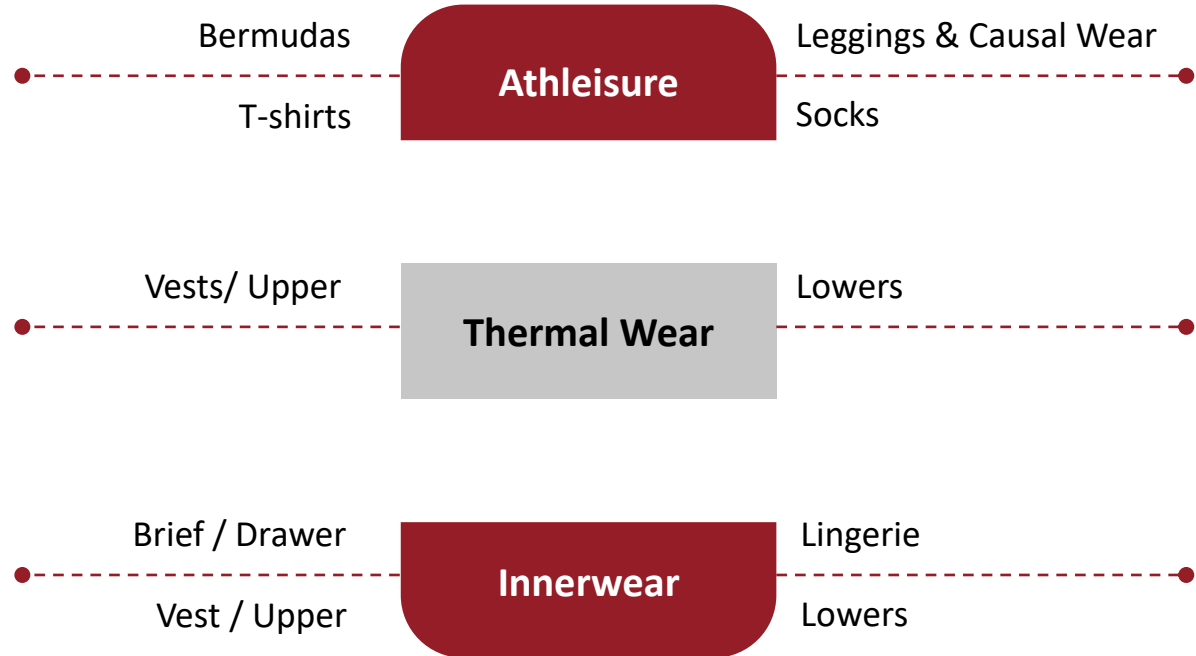 Bermudas
Athleisure
Leggings & Causal Wear
T-shirts
Socks
Vests/ Upper
Thermal Wear
Lowers
Brief / Drawer
Innerwear
Lingerie
Vest / Upper
Lowers